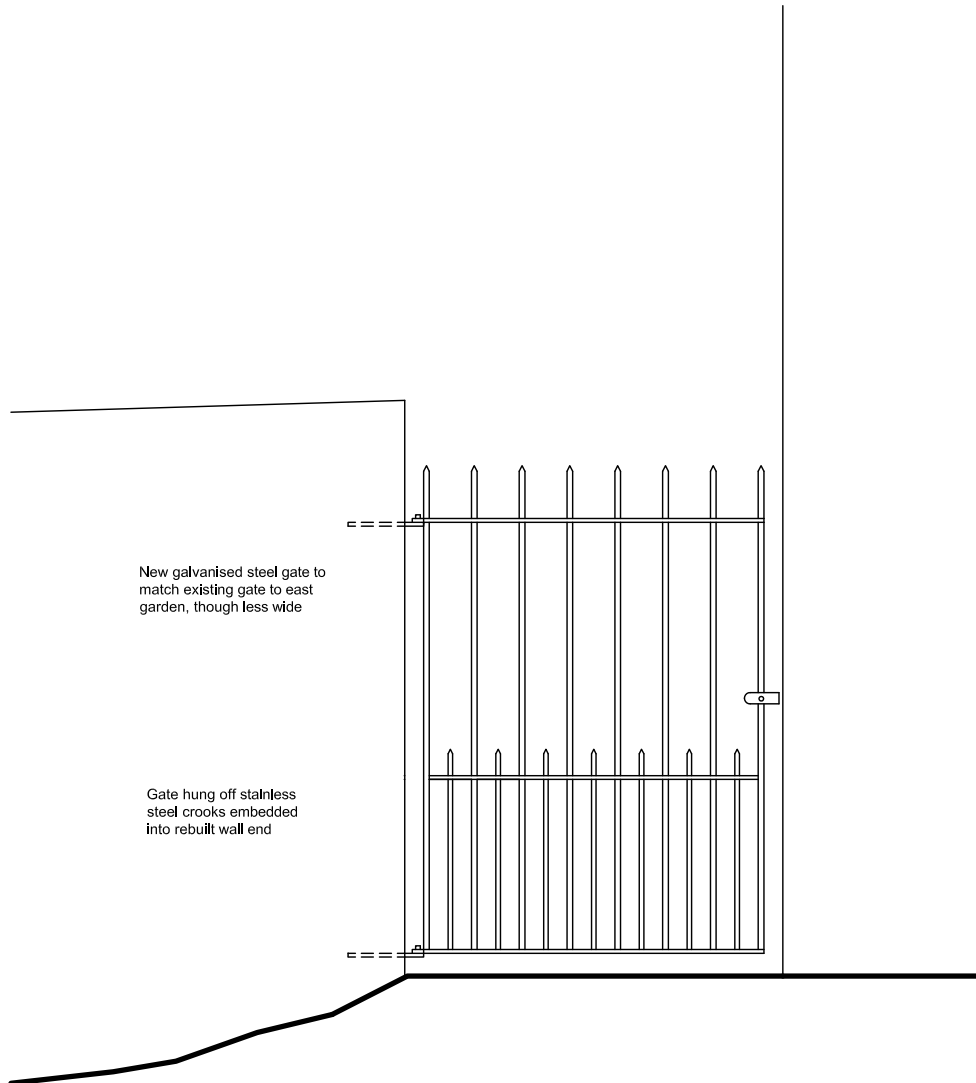 New galvanised steel gate to
match existing gate to east
garden, though less wide
Gate hung off stainless
steel crooks embedded
into rebuilt wall end